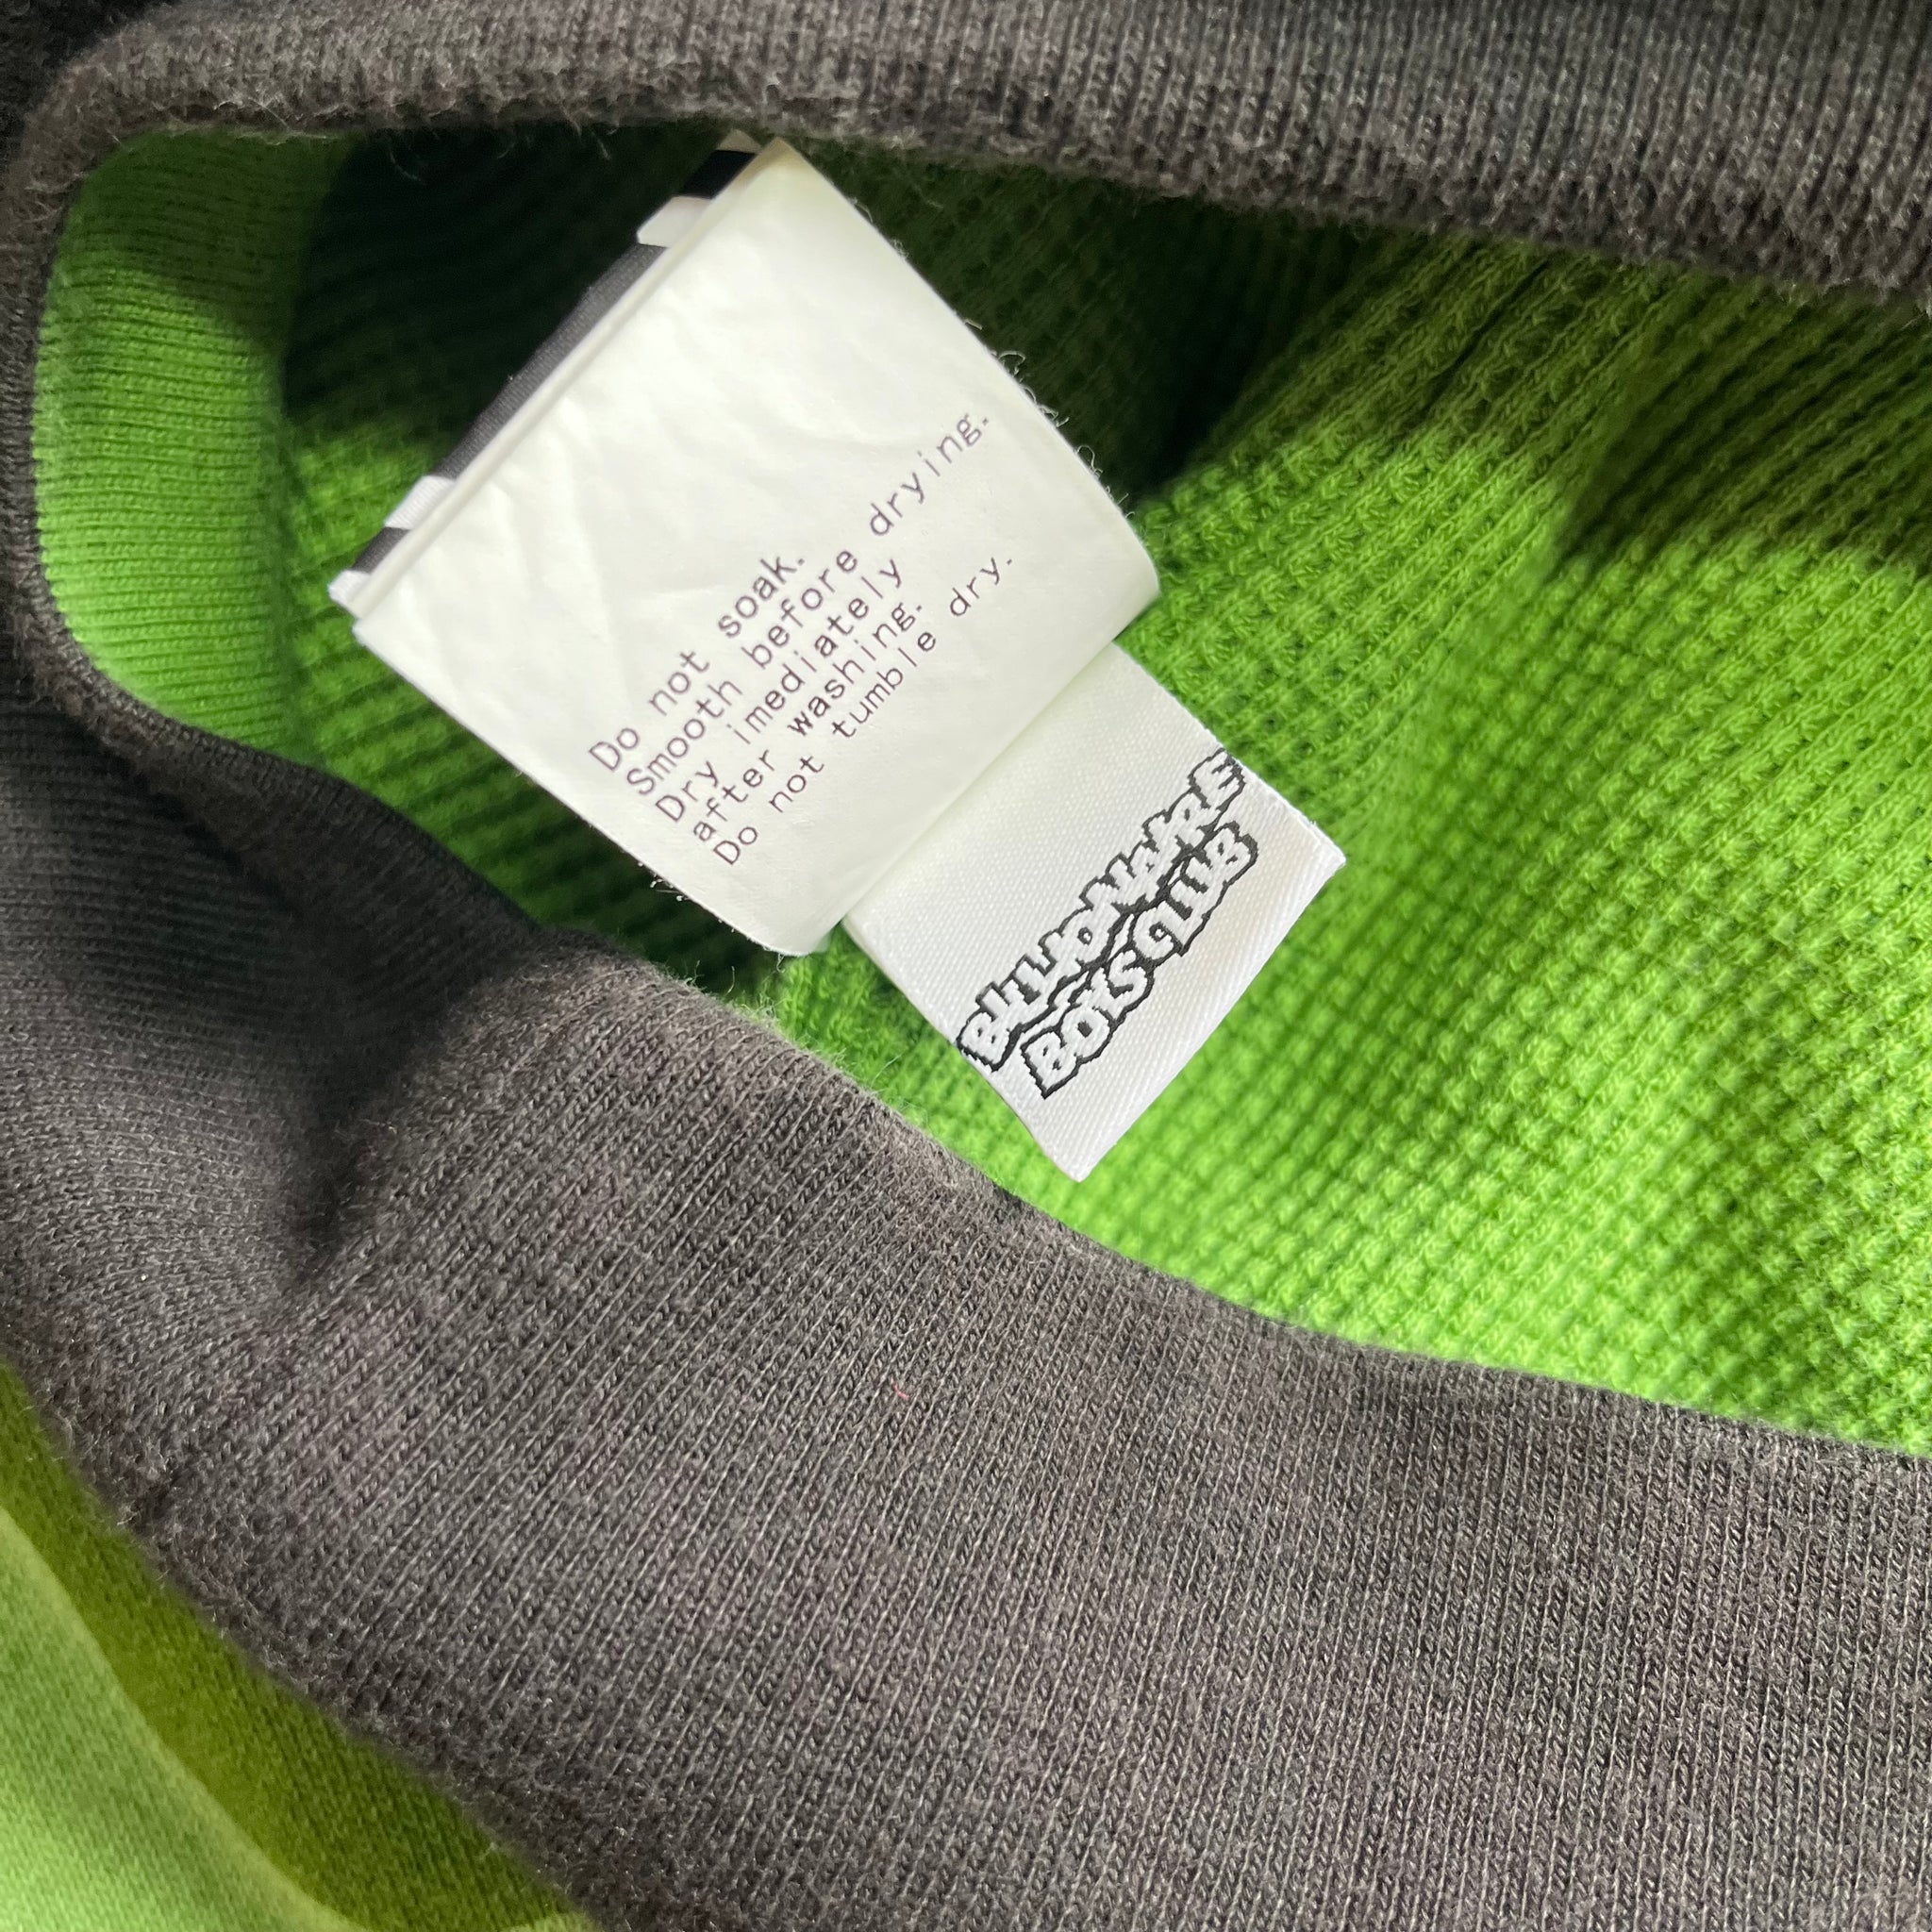 Do not soak.
Smooth before drying.
Dry imediately
after washing.
Do not tumble dry.
BILLIONAIRE
BOYS CLUB